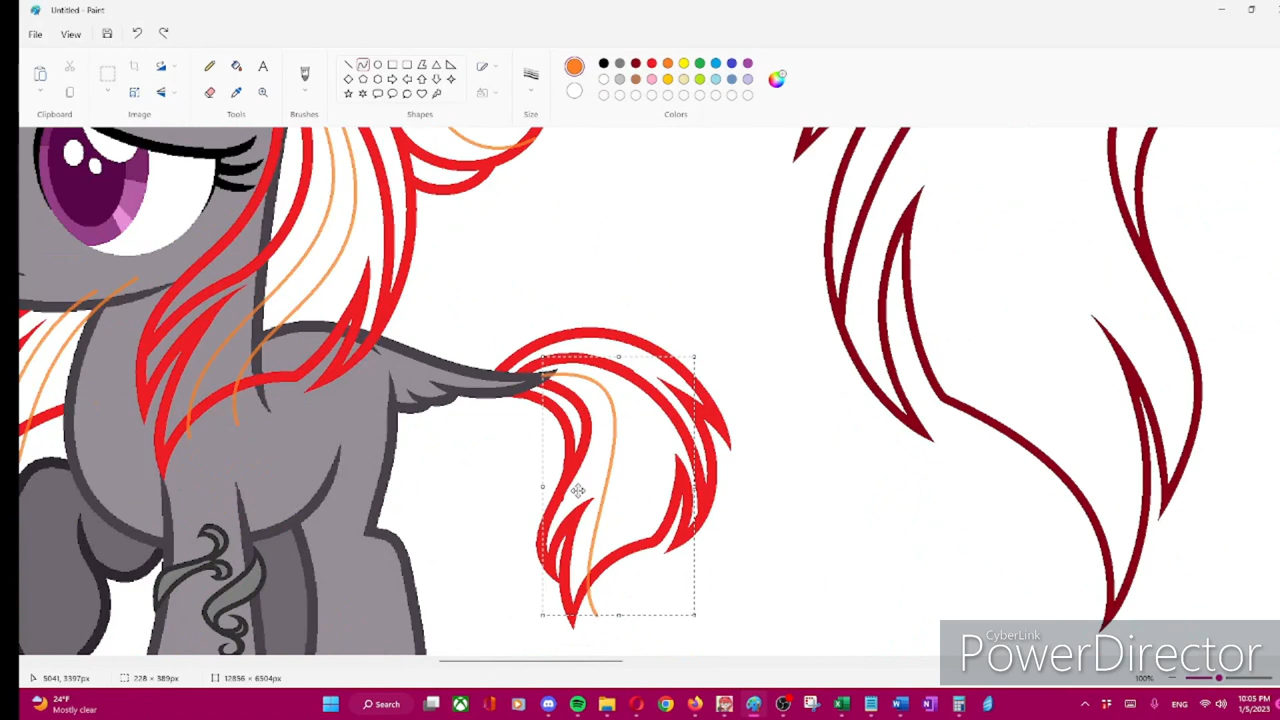 Untitled - Paint
File View
Clipboard Image Tools Brushes Shapes Size Colors
CyberLink
PowerDirector
5041, 3397px 228 × 389px 12856 × 6504px 100%
24°F
Mostly clear
Search
ENG
10:05 PM
1/5/2023